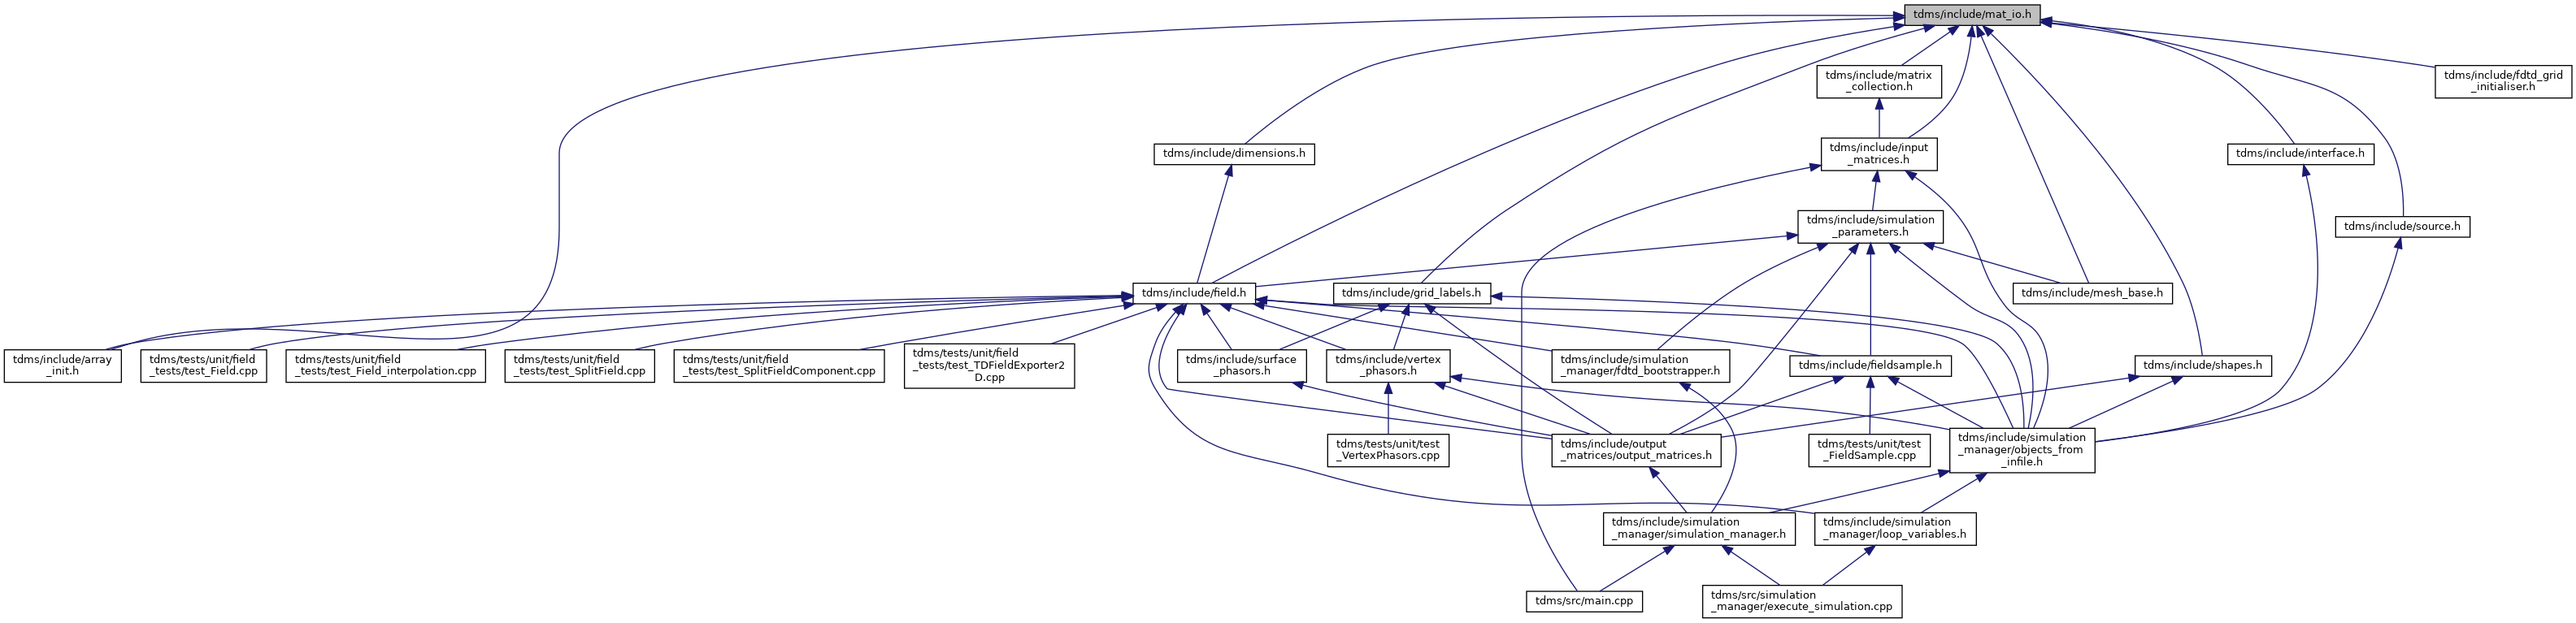 tdms/include/mat_io.h
tdms/include/matrix
_collection.h
tdms/include/fdtd_grid
_initialiser.h
tdms/include/dimensions.h
tdms/include/input
_matrices.h
tdms/include/interface.h
tdms/include/simulation
_parameters.h
tdms/include/source.h
tdms/include/field.h
tdms/include/grid_labels.h
tdms/include/mesh_base.h
tdms/include/array
_init.h
tdms/tests/unit/field
_tests/test_Field.cpp
tdms/tests/unit/field
_tests/test_Field_interpolation.cpp
tdms/tests/unit/field
_tests/test_SplitField.cpp
tdms/tests/unit/field
_tests/test_SplitFieldComponent.cpp
tdms/tests/unit/field
_tests/test_TDFieldExporter2
D.cpp
tdms/include/surface
_phasors.h
tdms/include/vertex
_phasors.h
tdms/include/simulation
_manager/fdtd_bootstrapper.h
tdms/include/fieldsample.h
tdms/include/shapes.h
tdms/tests/unit/test
_VertexPhasors.cpp
tdms/include/output
_matrices/output_matrices.h
tdms/tests/unit/test
_FieldSample.cpp
tdms/include/simulation
_manager/objects_from
_infile.h
tdms/include/simulation
_manager/simulation_manager.h
tdms/include/simulation
_manager/loop_variables.h
tdms/src/main.cpp
tdms/src/simulation
_manager/execute_simulation.cpp